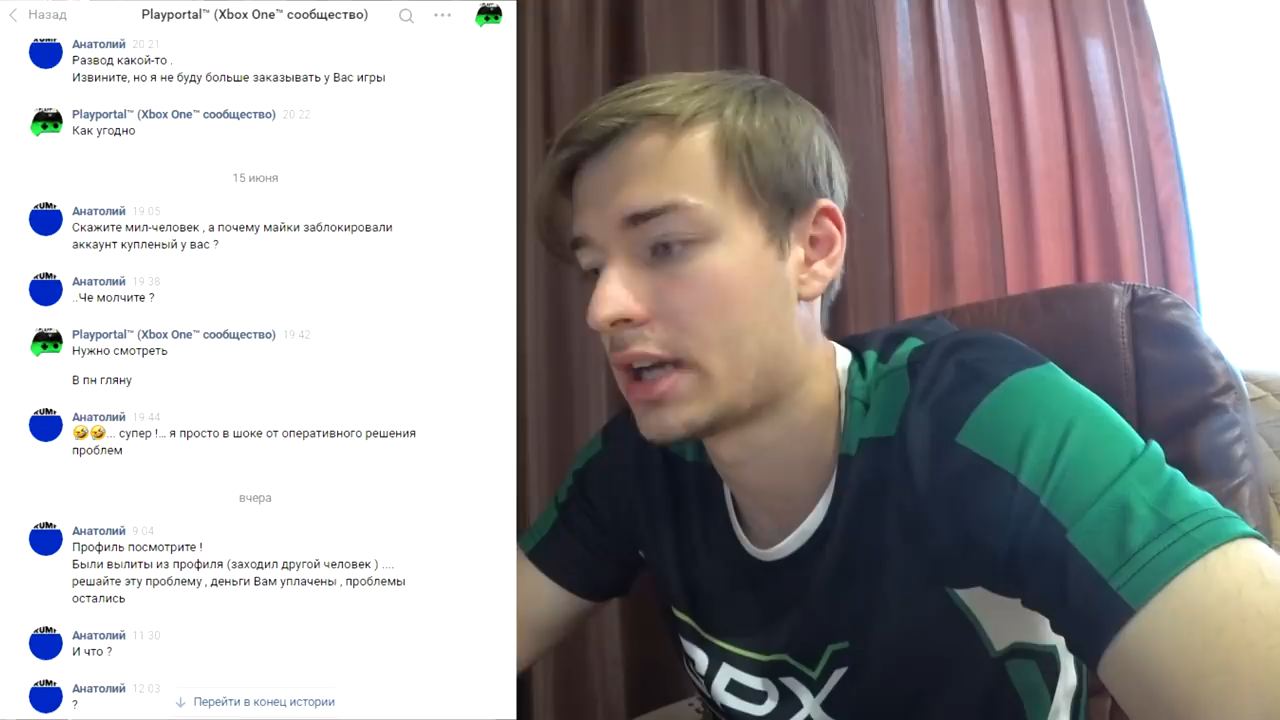 Назад
Playportal™ (Xbox One™ сообщество)
Анатолий 20:21
Развод какой-то .
Извините, но я не буду больше заказывать у Вас игры
Playportal™ (Xbox One™ сообщество) 20:22
Как угодно
15 июня
Анатолий 19:05
Скажите мил-человек , а почему майки заблокировали
аккаунт купленый у вас ?
Анатолий 19:38
..Че молчите ?
Playportal™ (Xbox One™ сообщество) 19:42
Нужно смотреть
В пн гляну
Анатолий 19:44
🤣🤣... супер !... я просто в шоке от оперативного решения
проблем
вчера
Анатолий 9:04
Профиль посмотрите !
Были вылиты из профиля (заходил другой человек ) ....
решайте эту проблему , деньги Вам уплачены , проблемы
остались
Анатолий 11:30
И что ?
Анатолий 12:03
?
Перейти в конец истории